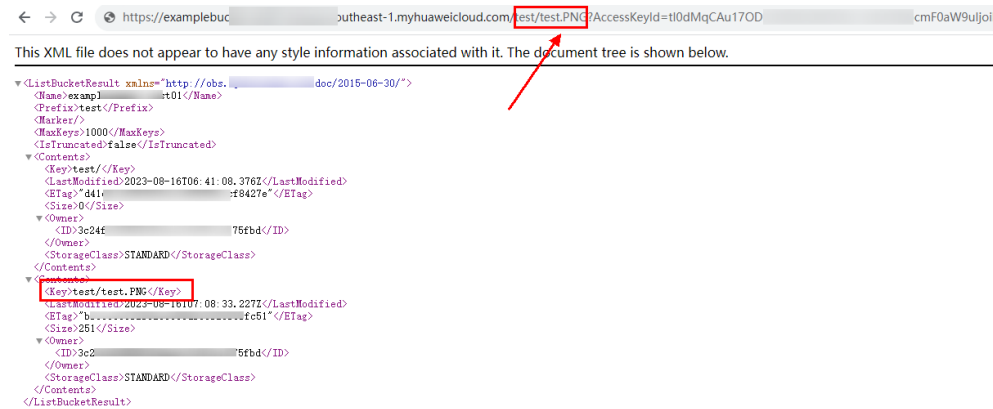 https://examplebuc outheast-1.myhuaweicloud.com/test/test.PNG?AccessKeyId=tI0dMqCAu17OD cmF0aW9uIjoi
This XML file does not appear to have any style information associated with it. The document tree is shown below.
▼<ListBucketResult xmlns="http://obs. doc/2015-06-30/">
<Name>exampl rt01</Name>
<Prefix>test</Prefix>
<Marker/>
<MaxKeys>1000</MaxKeys>
<IsTruncated>false</IsTruncated>
▼<Contents>
<Key>test/</Key>
<LastModified>2023-08-16T06:41:08.376Z</LastModified>
<ETag>"d41 f8427e"</ETag>
<Size>0</Size>
▼<Owner>
<ID>3c24f 75fbd</ID>
</Owner>
<StorageClass>STANDARD</StorageClass>
</Contents>
▼<Contents>
<Key>test/test.PNG</Key>
<LastModified>2023-08-16T07:08:33.227Z</LastModified>
<ETag>"b fc51"</ETag>
<Size>251</Size>
▼<Owner>
<ID>3c2 75fbd</ID>
</Owner>
<StorageClass>STANDARD</StorageClass>
</Contents>
</ListBucketResult>